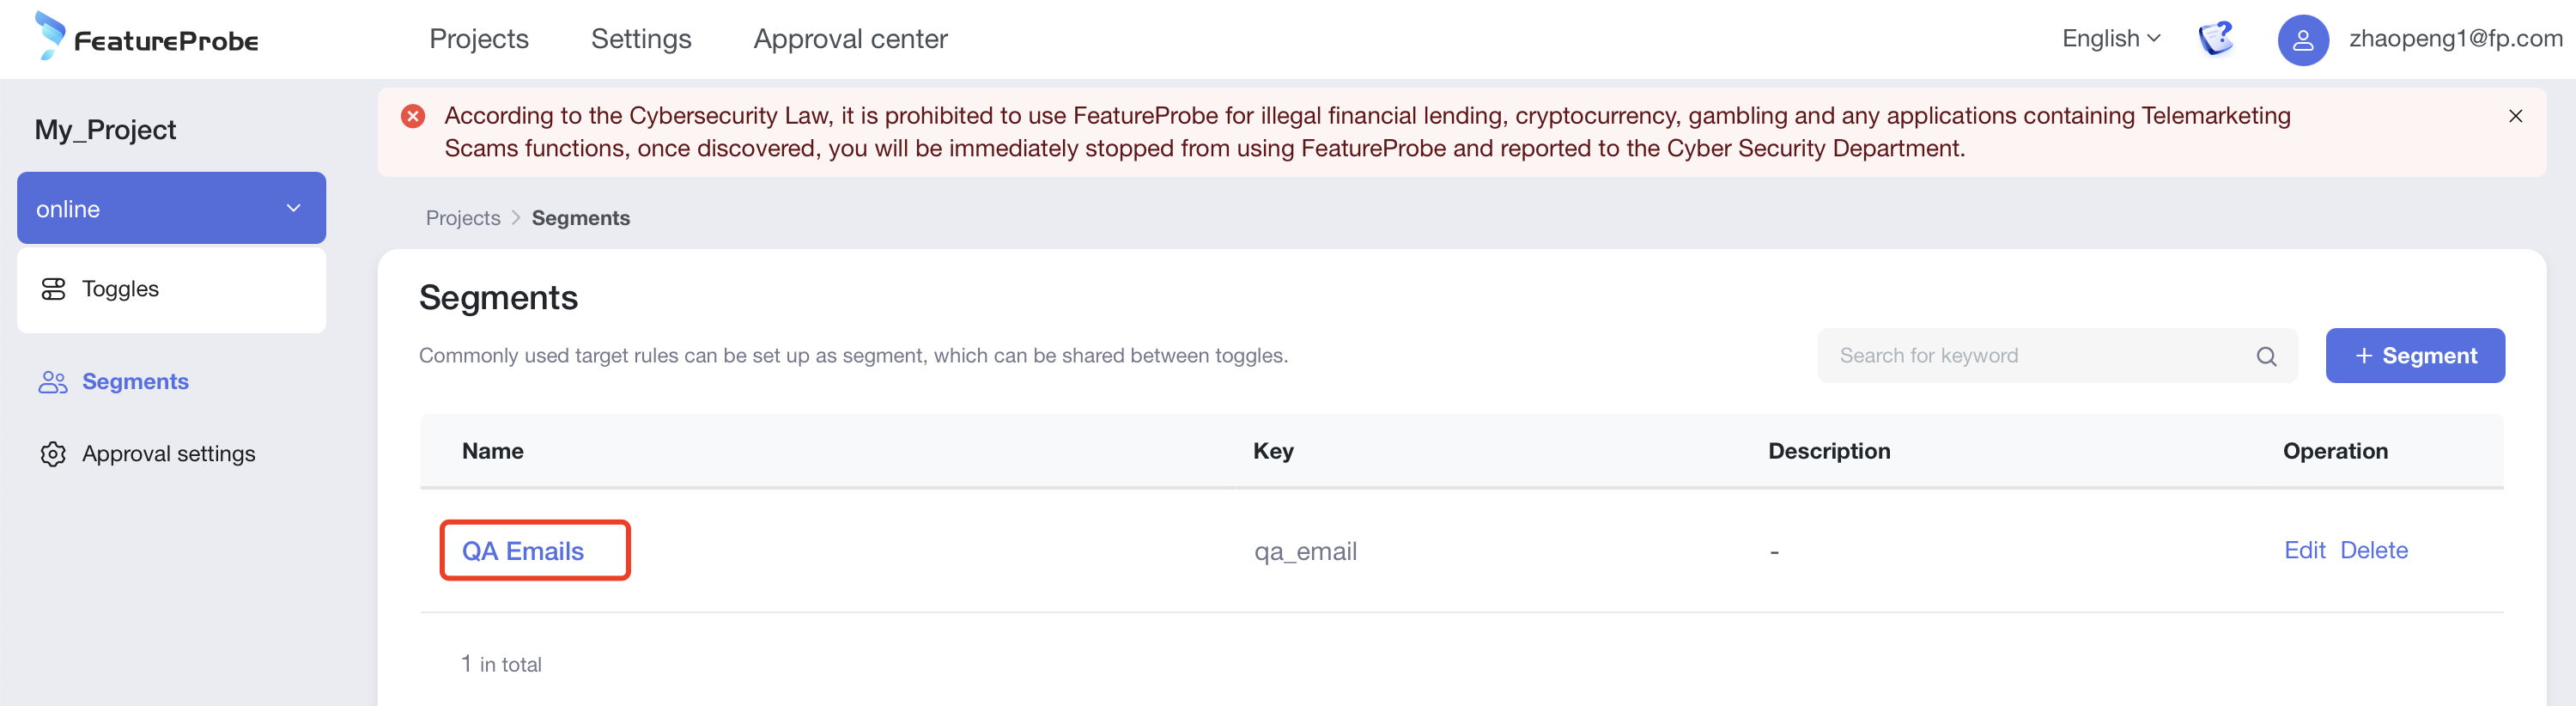 FeatureProbe
Projects Settings Approval center
English
zhaopeng1@fp.com
My_Project
online
Toggles
Segments
Approval settings
According to the Cybersecurity Law, it is prohibited to use FeatureProbe for illegal financial lending, cryptocurrency, gambling and any applications containing Telemarketing
Scams functions, once discovered, you will be immediately stopped from using FeatureProbe and reported to the Cyber Security Department.
Projects > Segments
Segments
Commonly used target rules can be set up as segment, which can be shared between toggles.
Search for keyword
+ Segment
Name Key Description Operation
QA Emails qa_email - Edit Delete
1 in total